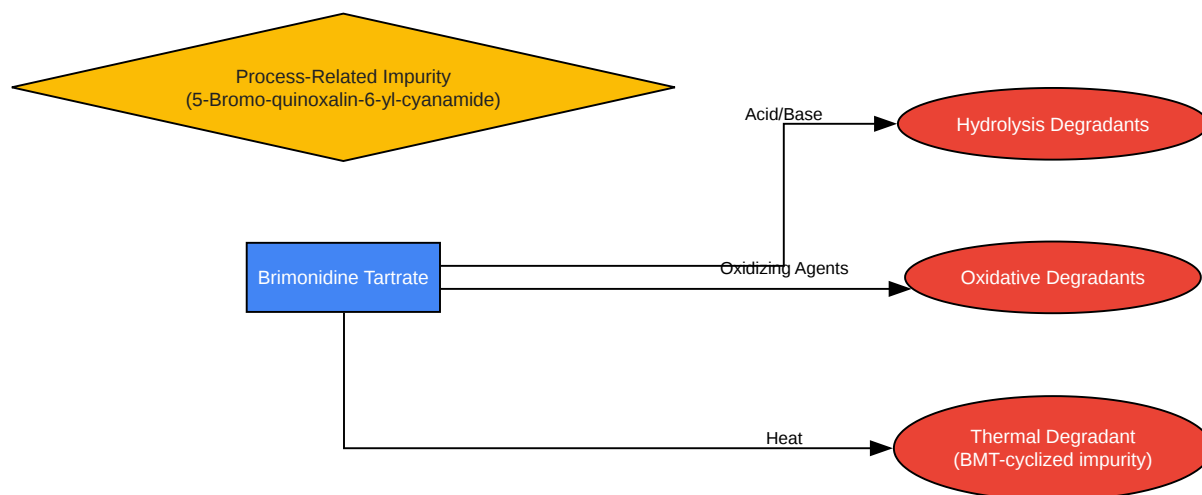 Process-Related Impurity
(5-Bromo-quinoxalin-6-yl-cyanamide)
Acid/Base
Hydrolysis Degradants
Brimonidine Tartrate
Oxidizing Agents
Oxidative Degradants
Heat
Thermal Degradant
(BMT-cyclized impurity)